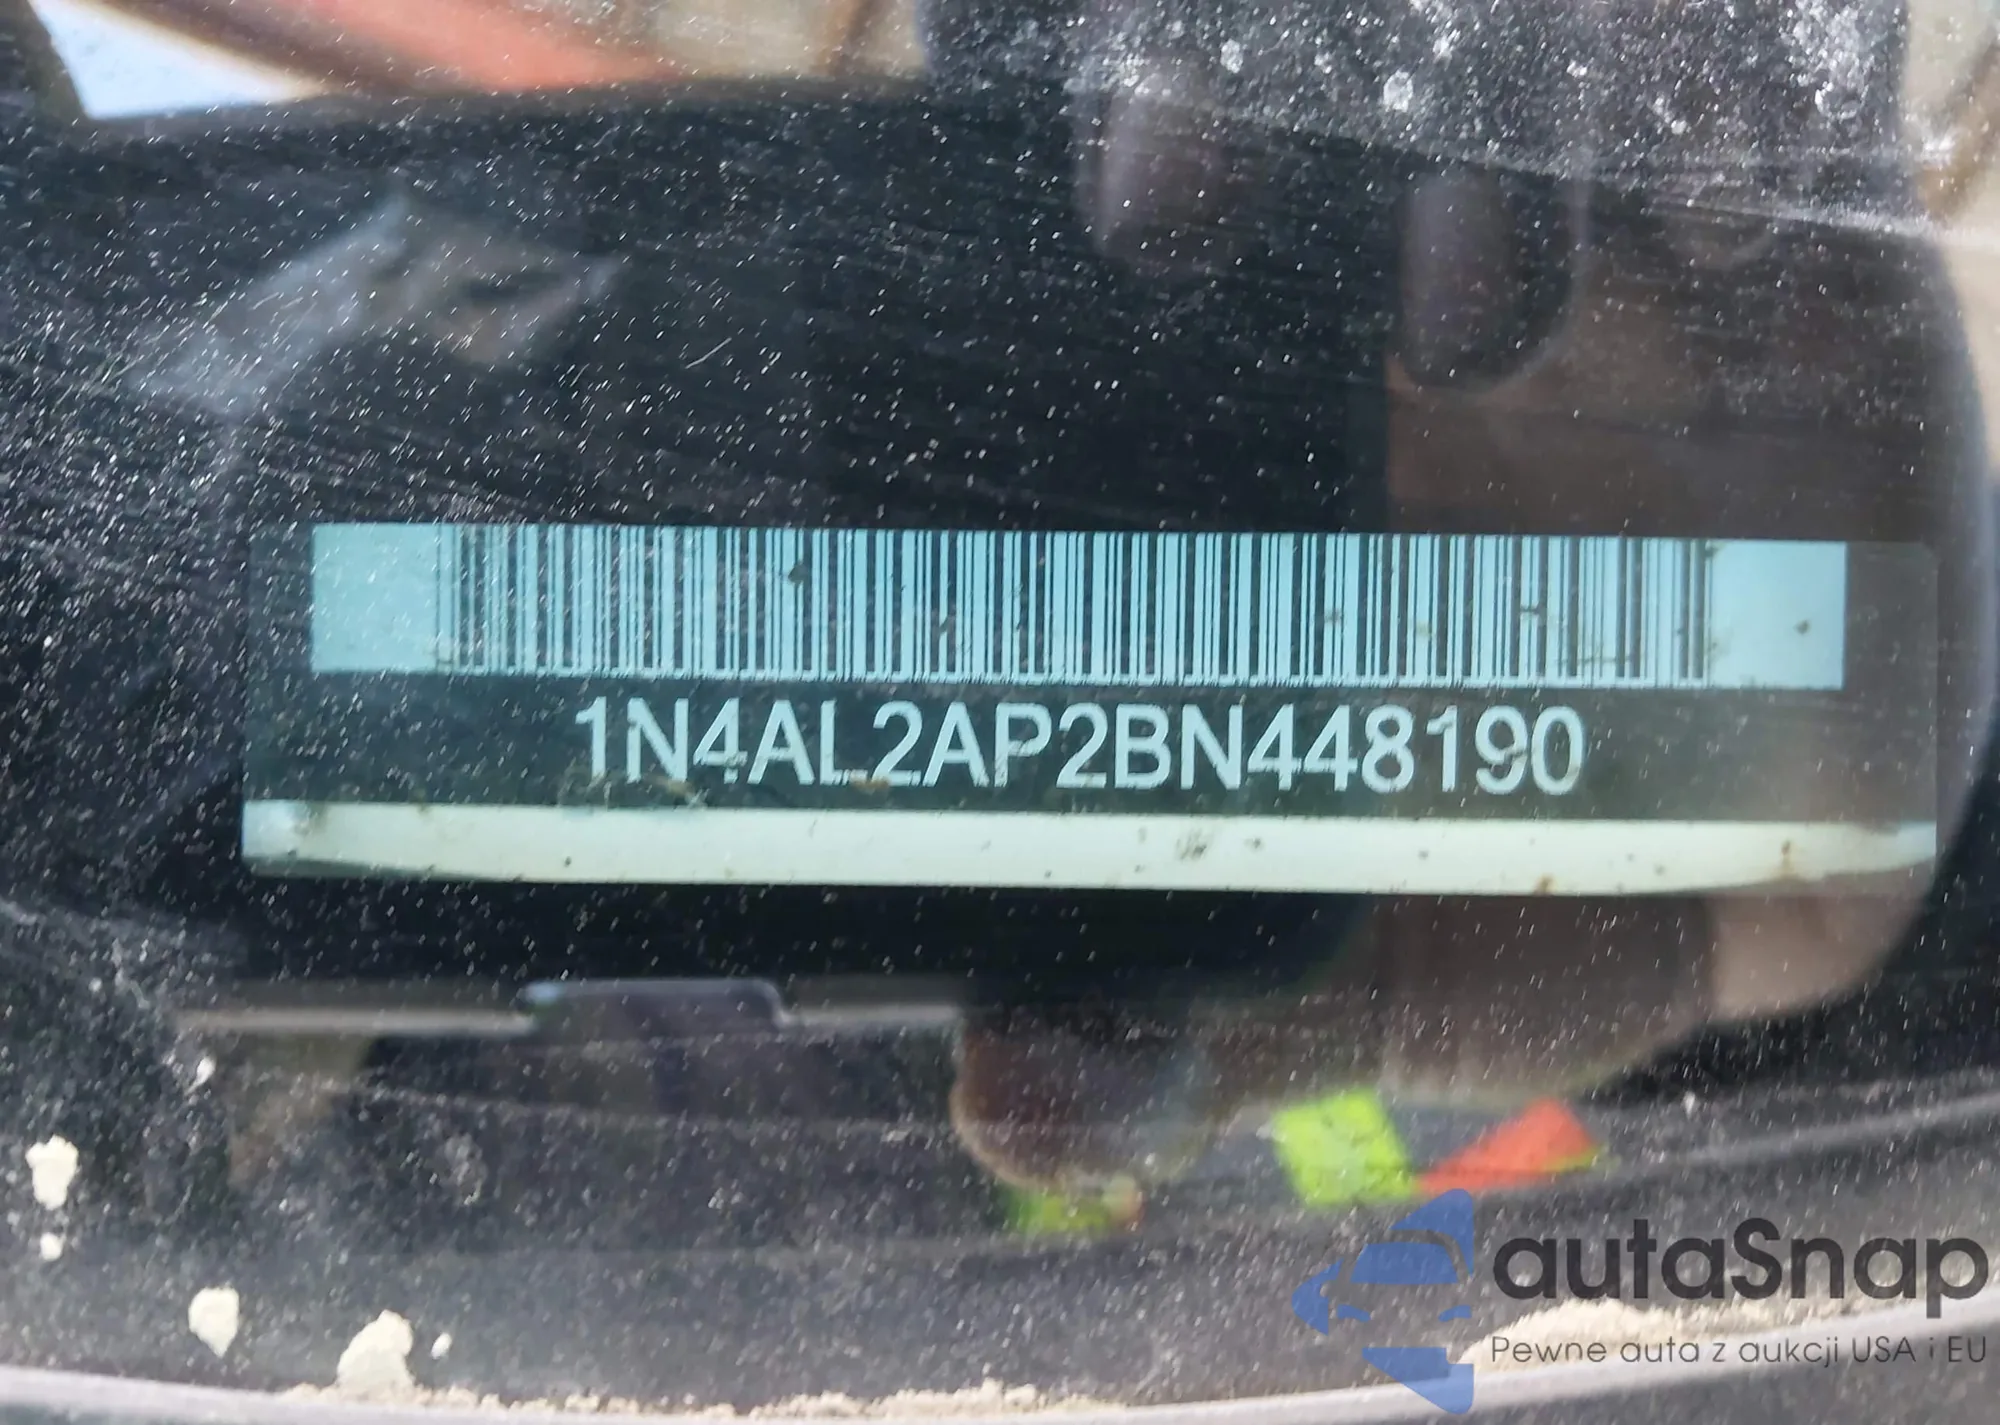 1N4AL2AP2BN448190
autaSnap
Pewne auta z aukcji USA i EU